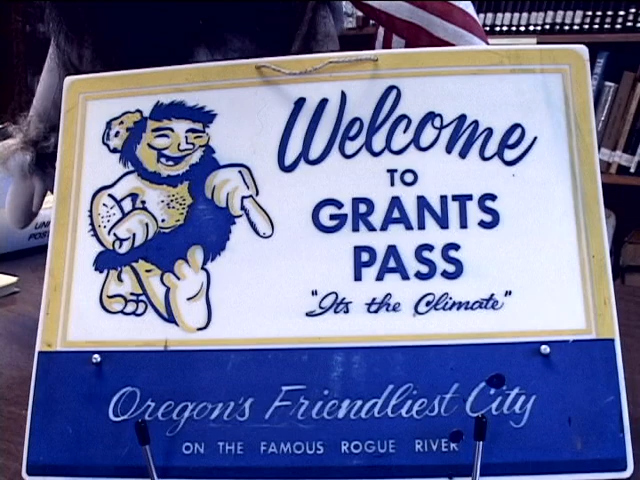 Welcome
TO
GRANTS
PASS
"Its the Climate"
Oregon's Friendliest City
ON THE FAMOUS ROGUE RIVER